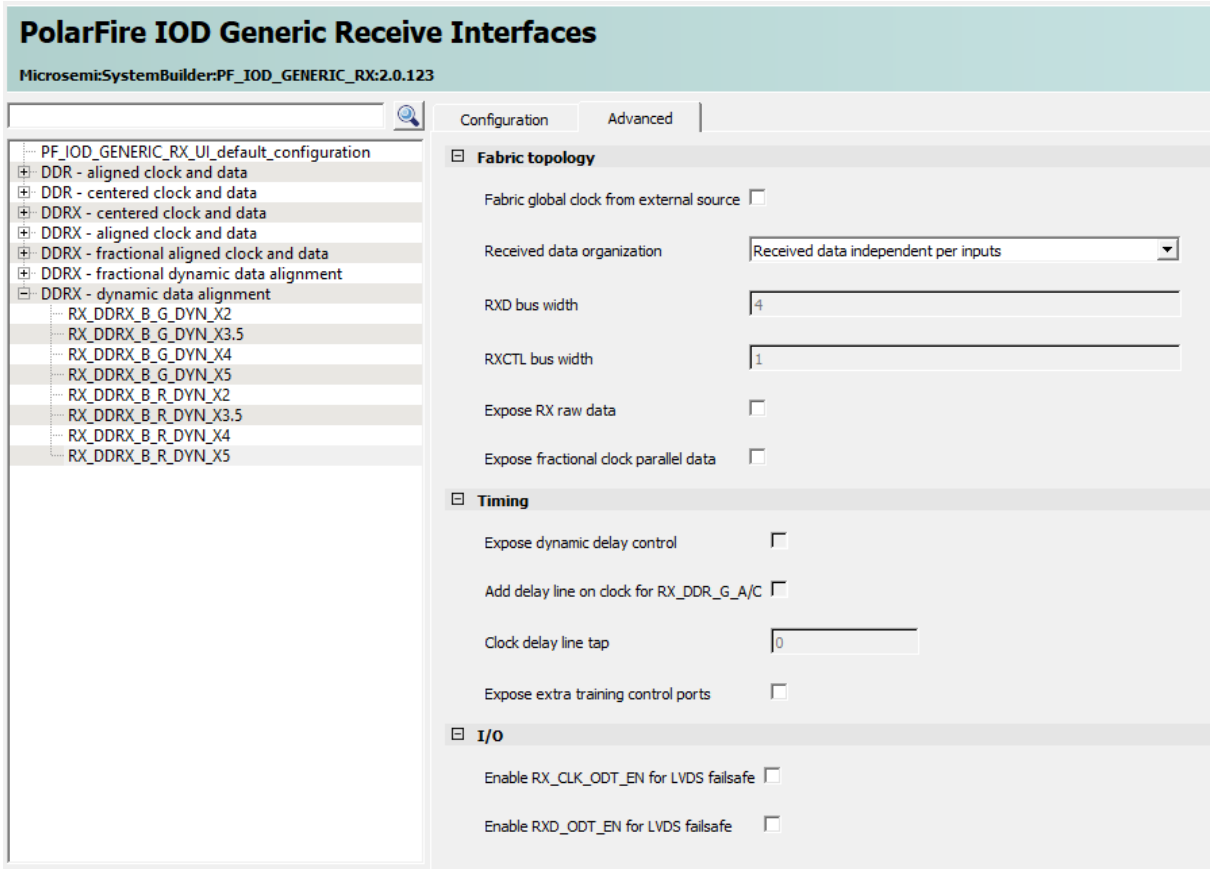 PolarFire IOD Generic Receive Interfaces
Microsemi:SystemBuilder:PF_IOD_GENERIC_RX:2.0.123
PF_IOD_GENERIC_RX_UI_default_configuration
DDR - aligned clock and data
DDR - centered clock and data
DDRX - centered clock and data
DDRX - aligned clock and data
DDRX - fractional aligned clock and data
DDRX - fractional dynamic data alignment
DDRX - dynamic data alignment
RX_DDRX_B_G_DYN_X2
RX_DDRX_B_G_DYN_X3.5
RX_DDRX_B_G_DYN_X4
RX_DDRX_B_G_DYN_X5
RX_DDRX_B_R_DYN_X2
RX_DDRX_B_R_DYN_X3.5
RX_DDRX_B_R_DYN_X4
RX_DDRX_B_R_DYN_X5
Configuration Advanced
Fabric topology
Fabric global clock from external source
Received data organization Received data independent per inputs
RXD bus width 4
RXCTL bus width 1
Expose RX raw data
Expose fractional clock parallel data
Timing
Expose dynamic delay control
Add delay line on clock for RX_DDR_G_A/C
Clock delay line tap 0
Expose extra training control ports
I/O
Enable RX_CLK_ODT_EN for LVDS failsafe
Enable RXD_ODT_EN for LVDS failsafe